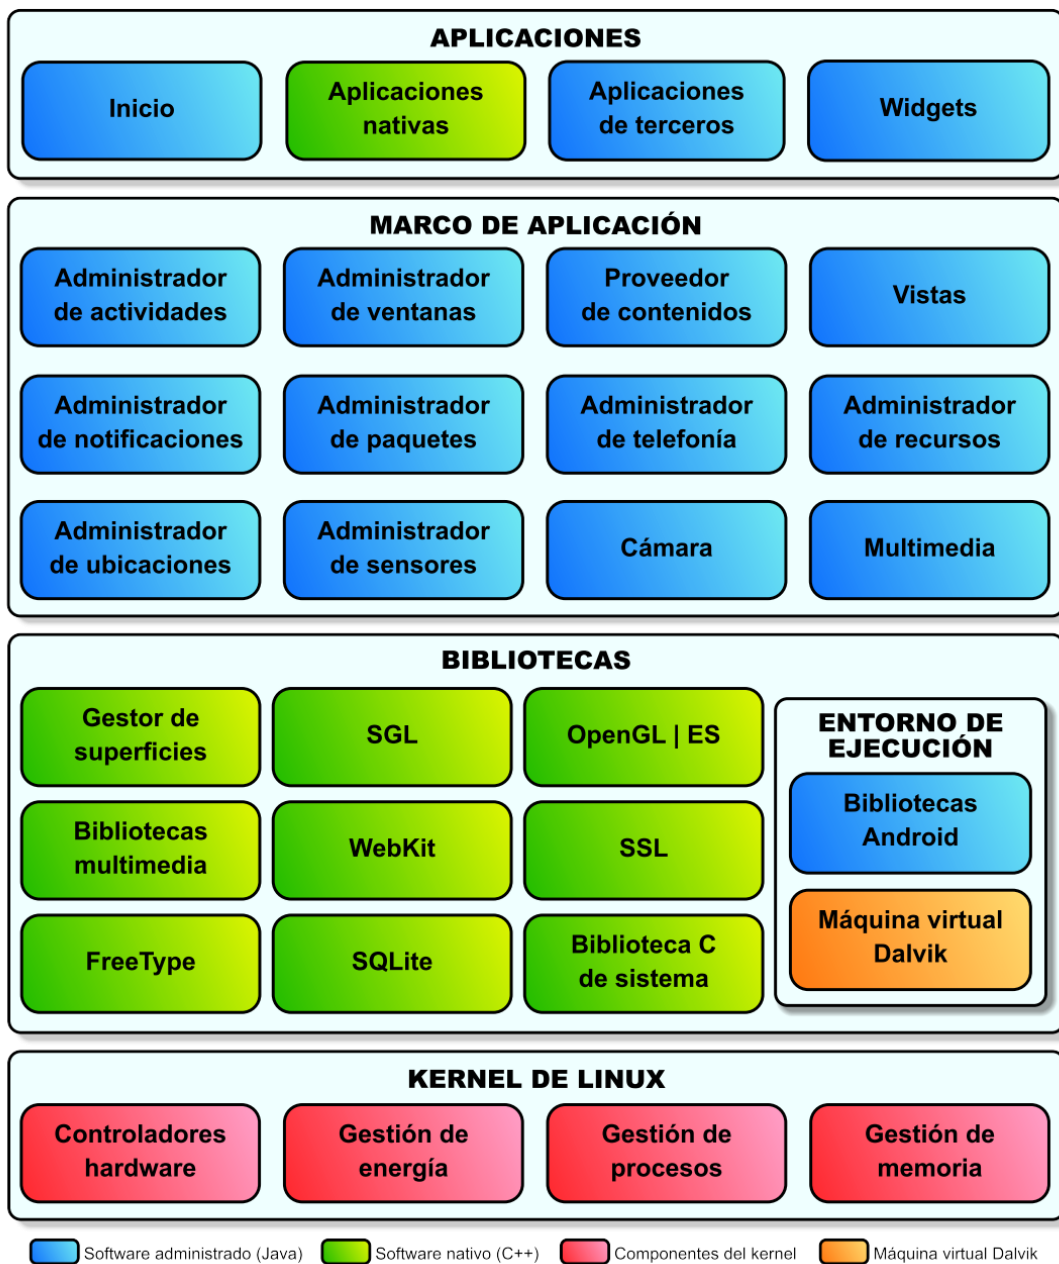 APLICACIONES
Inicio
Aplicaciones
nativas
Aplicaciones
de terceros
Widgets
MARCO DE APLICACIÓN
Administrador
de actividades
Administrador
de ventanas
Proveedor
de contenidos
Vistas
Administrador
de notificaciones
Administrador
de paquetes
Administrador
de telefonía
Administrador
de recursos
Administrador
de ubicaciones
Administrador
de sensores
Cámara
Multimedia
BIBLIOTECAS
Gestor de
superficies
SGL
OpenGL | ES
Bibliotecas
multimedia
WebKit
SSL
FreeType
SQLite
Biblioteca C
de sistema
ENTORNO DE
EJECUCIÓN
Bibliotecas
Android
Máquina virtual
Dalvik
KERNEL DE LINUX
Controladores
hardware
Gestión de
energía
Gestión de
procesos
Gestión de
memoria
Software administrado (Java)
Software nativo (C++)
Componentes del kernel
Máquina virtual Dalvik